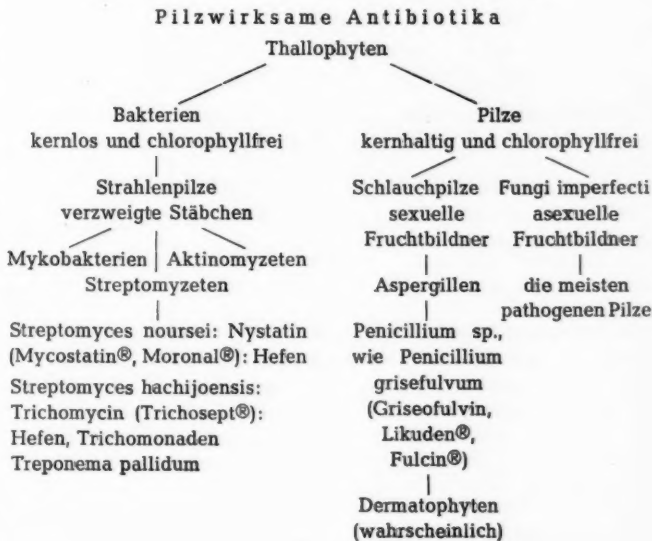 Pilzwirksame Antibiotika
Thallophyten
Bakterien
kernlos und chlorophyllfrei
Strahlenpilze
verzweigte Stäbchen
Mykobakterien
Aktinomyzeten
Streptomyzeten
Streptomyces noursei: Nystatin
(Mycostatin®, Moronal®): Hefen
Streptomyces hachijoensis:
Trichomycin (Trichosept®):
Hefen, Trichomonaden
Treponema pallidum
Pilze
kernhaltig und chlorophyllfrei
Schlauchpilze
sexuelle
Fruchtbildner
Aspergillen
Penicillium sp.,
wie Penicillium
grisefulvum
(Griseofulvin,
Likuden®,
Fulcin®)
Dermatophyten
(wahrscheinlich)
Fungi imperfecti
asexuelle
Fruchtbildner
die meisten
pathogenen Pilze